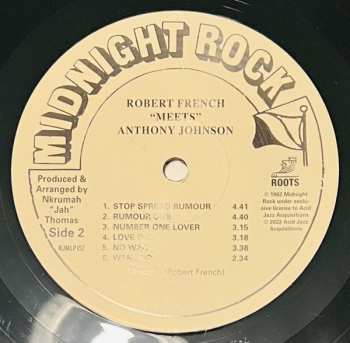 MIDNIGHT ROCK
ROBERT FRENCH
"MEETS"
ANTHONY JOHNSON
Produced &
Arranged by
Nkrumah
"Jah"
Thomas
Side 2
ROOTS
℗ 1982 Midnight
Rock under exclusive
license to Acid
Jazz Acquisitions
© 2022 Acid Jazz
Acquisitions
1. STOP SPREAD RUMOUR 4.41
2. RUMOUR DUB 4.40
3. NUMBER ONE LOVER 3.15
4. LOVE 3.38
5. NO 3.38
6. 2.34
Robert French)